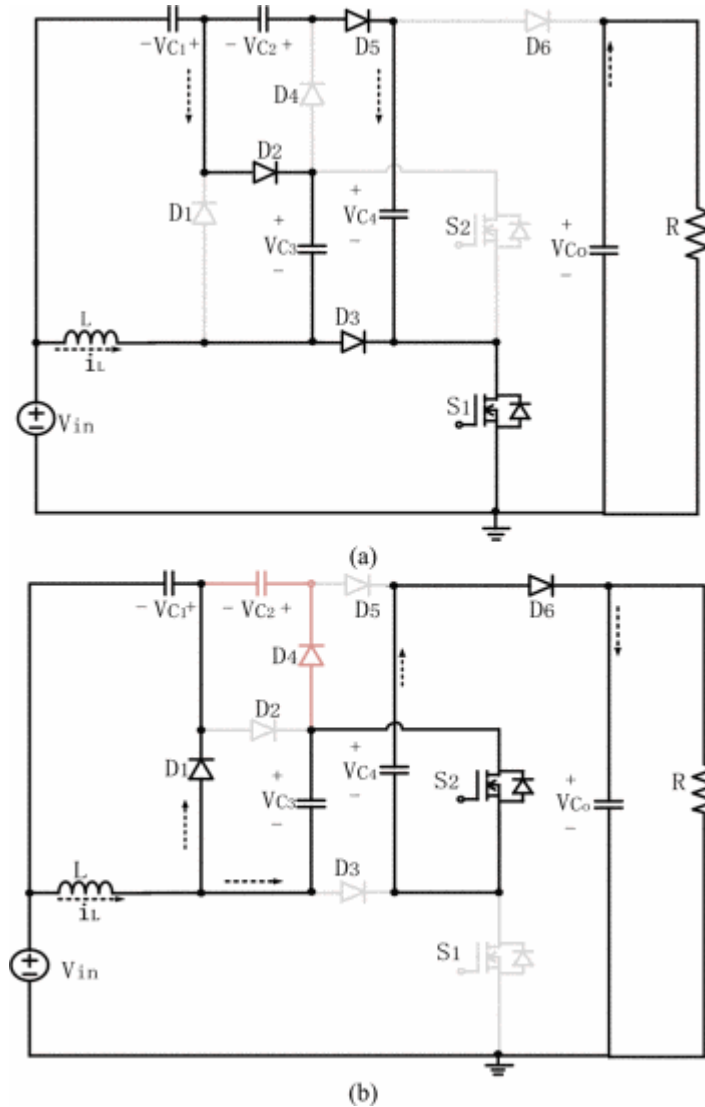 − VC1 + − VC2 + D5 D6
D4
D2
D1 + + S2 +
VC3 VC4 VCo R
− − −
L D3
iL
S1
Vin
(a)
− VC1 + − VC2 + D5 D6
D4
D2
D1 + + S2 +
VC3 VC4 VCo R
− − −
L D3
iL
S1
Vin
(b)